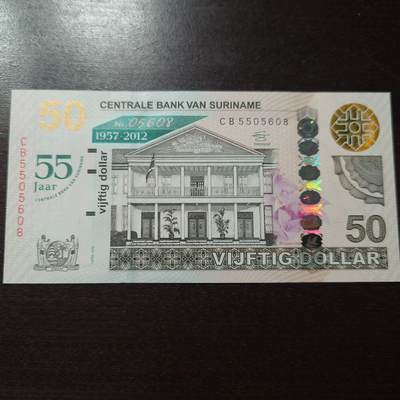 50
CENTRALE BANK VAN SURINAME
No. 05608
CB5505608
1957-2012
CB5505608
55
Jaar
CENTRALE BANK VAN SURINAME
vijftig dollar
50
VIJFTIG DOLLAR